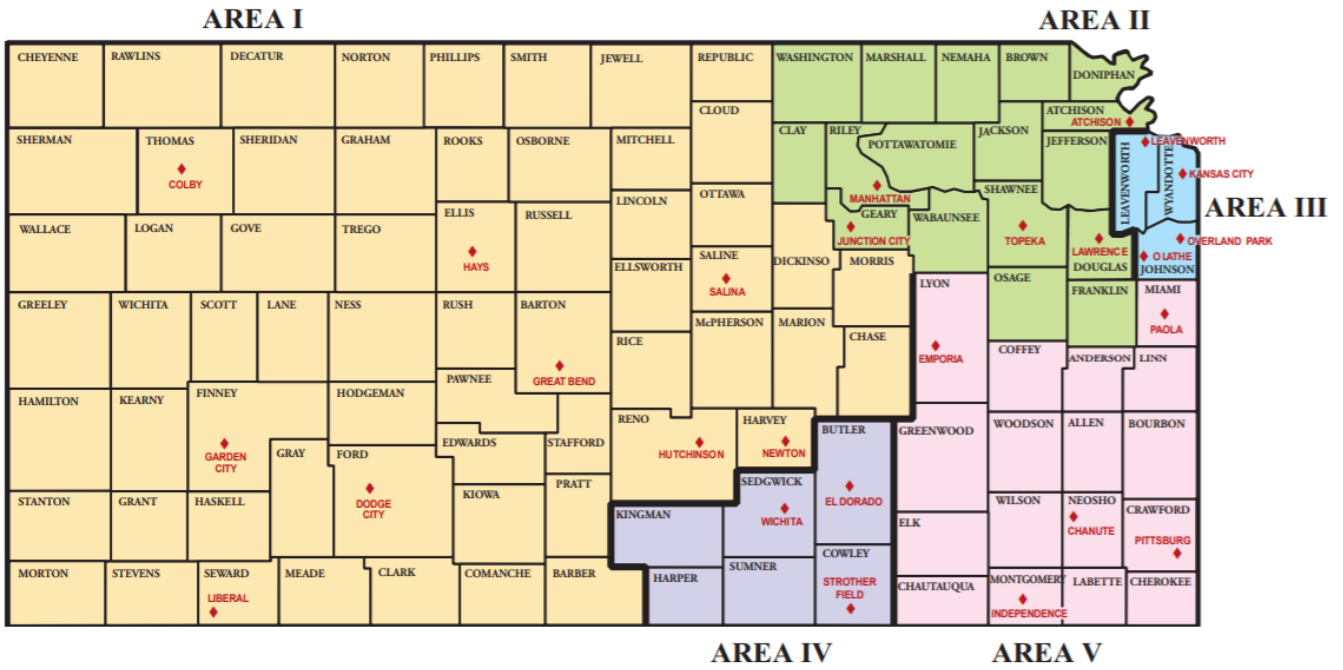 AREA I
AREA II
CHEYENNE
RAWLINS
DECATUR
NORTON
PHILLIPS
SMITH
JEWELL
REPUBLIC
WASHINGTON
MARSHALL
NEMAHA
BROWN
DONIPHAN
CLOUD
ATCHISON
ATCHISON
SHERMAN
THOMAS
COLBY
SHERIDAN
GRAHAM
ROOKS
OSBORNE
MITCHELL
CLAY
RILEY
POTTAWATOMIE
JACKSON
JEFFERSON
LEAVENWORTH
LEAVENWORTH
WYANDOTTE
KANSAS CITY
MANHATTAN
SHAWNEE
AREA III
WALLACE
LOGAN
GOVE
TREGO
ELLIS
HAYS
RUSSELL
LINCOLN
OTTAWA
GEARY
JUNCTION CITY
WABAUNSEE
TOPEKA
LAWRENCE
DOUGLAS
OVERLAND PARK
OLATHE
JOHNSON
ELLSWORTH
SALINE
SALINA
DICKINSO
MORRIS
GREELEY
WICHITA
SCOTT
LANE
NESS
RUSH
BARTON
GREAT BEND
RICE
McPHERSON
MARION
CHASE
LYON
EMPORIA
OSAGE
FRANKLIN
MIAMI
PAOLA
COFFEY
ANDERSON
LINN
HAMILTON
KEARNY
FINNEY
GARDEN
CITY
HODGEMAN
PAWNEE
GRAY
FORD
DODGE
CITY
EDWARDS
STAFFORD
RENO
HUTCHINSON
HARVEY
NEWTON
BUTLER
EL DORADO
GREENWOOD
WOODSON
ALLEN
BOURBON
STANTON
GRANT
HASKELL
KIOWA
PRATT
KINGMAN
SEDGWICK
WICHITA
ELK
WILSON
NEOSHO
CHANUTE
CRAWFORD
PITTSBURG
MORTON
STEVENS
SEWARD
LIBERAL
MEADE
CLARK
COMANCHE
BARBER
HARPER
SUMNER
COWLEY
STROTHER
FIELD
CHAUTAUQUA
MONTGOMERY
INDEPENDENCE
LABETTE
CHEROKEE
AREA IV
AREA V